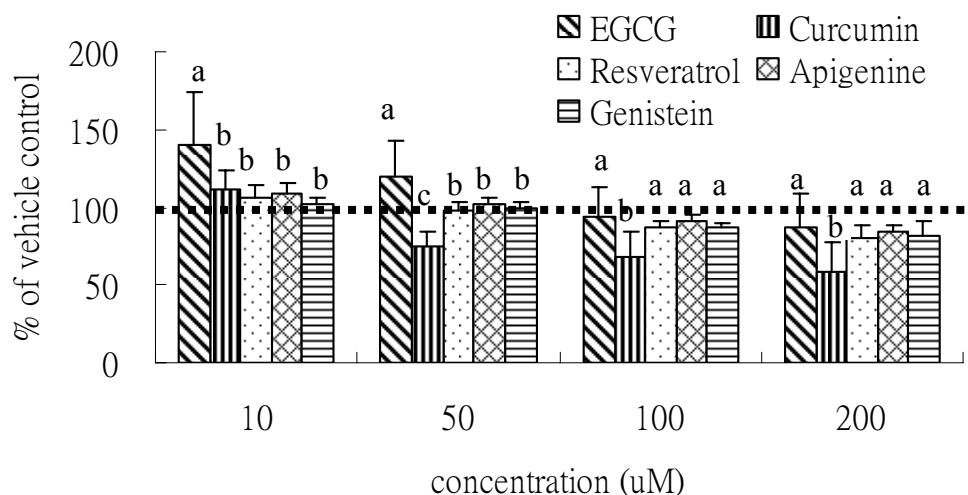 EGCG Curcumin
Resveratrol Apigenine
Genistein
200
150
100
50
0
% of vehicle control
a b b b b
a c b b b
a b a a a
a b a a a
10 50 100 200
concentration (uM)